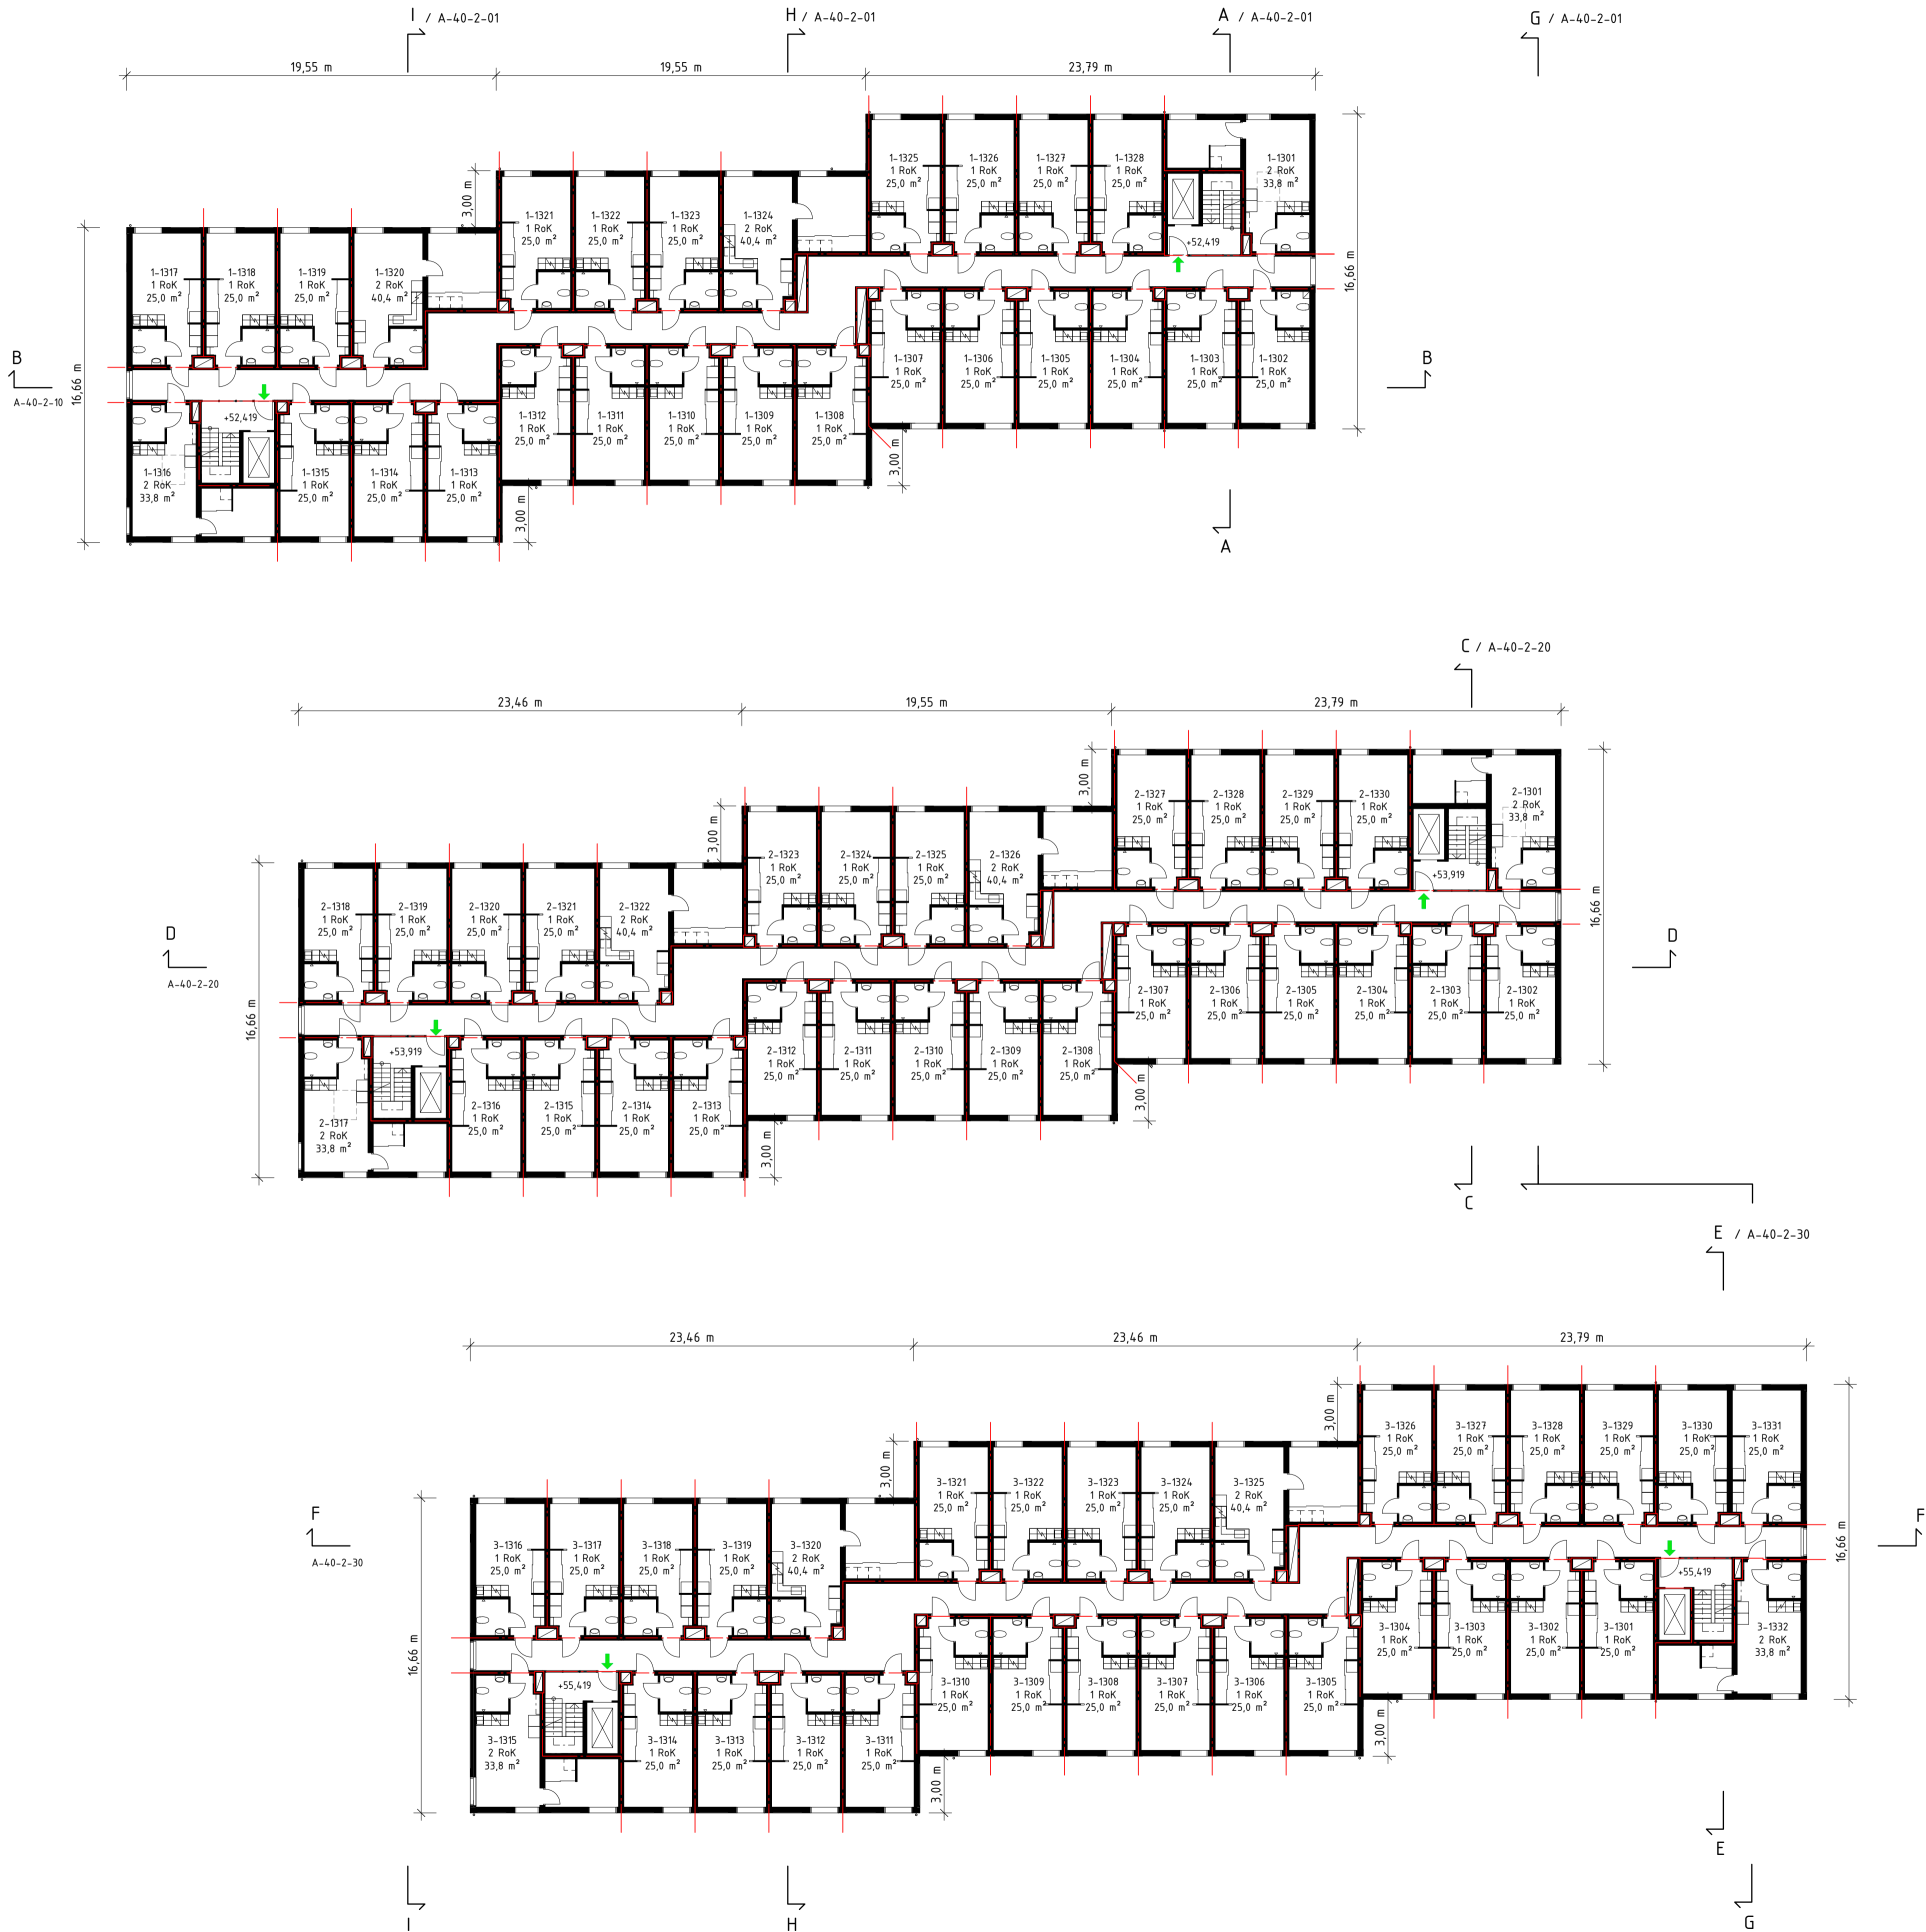 I / A-40-2-01
H / A-40-2-01
A / A-40-2-01
G / A-40-2-01
19,55 m
19,55 m
23,79 m
1-1325
1 RoK
25,0 m²
1-1326
1 RoK
25,0 m²
1-1327
1 RoK
25,0 m²
1-1328
1 RoK
25,0 m²
1-1301
2 RoK
33,8 m²
3,00 m
1-1321
1 RoK
25,0 m²
1-1322
1 RoK
25,0 m²
1-1323
1 RoK
25,0 m²
1-1324
2 RoK
40,4 m²
+52,419
16,66 m
1-1317
1 RoK
25,0 m²
1-1318
1 RoK
25,0 m²
1-1319
1 RoK
25,0 m²
1-1320
2 RoK
40,4 m²
B
A-40-2-10
16,66 m
1-1307
1 RoK
25,0 m²
1-1306
1 RoK
25,0 m²
1-1305
1 RoK
25,0 m²
1-1304
1 RoK
25,0 m²
1-1303
1 RoK
25,0 m²
1-1302
1 RoK
25,0 m²
B
+52,419
1-1312
1 RoK
25,0 m²
1-1311
1 RoK
25,0 m²
1-1310
1 RoK
25,0 m²
1-1309
1 RoK
25,0 m²
1-1308
1 RoK
25,0 m²
3,00 m
1-1316
2 RoK
33,8 m²
1-1315
1 RoK
25,0 m²
1-1314
1 RoK
25,0 m²
1-1313
1 RoK
25,0 m²
3,00 m
A
C / A-40-2-20
23,46 m
19,55 m
23,79 m
3,00 m
2-1327
1 RoK
25,0 m²
2-1328
1 RoK
25,0 m²
2-1329
1 RoK
25,0 m²
2-1330
1 RoK
25,0 m²
2-1301
2 RoK
33,8 m²
3,00 m
2-1323
1 RoK
25,0 m²
2-1324
1 RoK
25,0 m²
2-1325
1 RoK
25,0 m²
2-1326
2 RoK
40,4 m²
+53,919
16,66 m
2-1318
1 RoK
25,0 m²
2-1319
1 RoK
25,0 m²
2-1320
1 RoK
25,0 m²
2-1321
1 RoK
25,0 m²
2-1322
2 RoK
40,4 m²
D
A-40-2-20
D
16,66 m
2-1307
1 RoK
25,0 m²
2-1306
1 RoK
25,0 m²
2-1305
1 RoK
25,0 m²
2-1304
1 RoK
25,0 m²
2-1303
1 RoK
25,0 m²
2-1302
1 RoK
25,0 m²
+53,919
2-1312
1 RoK
25,0 m²
2-1311
1 RoK
25,0 m²
2-1310
1 RoK
25,0 m²
2-1309
1 RoK
25,0 m²
2-1308
1 RoK
25,0 m²
3,00 m
2-1317
2 RoK
33,8 m²
2-1316
1 RoK
25,0 m²
2-1315
1 RoK
25,0 m²
2-1314
1 RoK
25,0 m²
2-1313
1 RoK
25,0 m²
3,00 m
C
E / A-40-2-30
23,46 m
23,46 m
23,79 m
3,00 m
3-1326
1 RoK
25,0 m²
3-1327
1 RoK
25,0 m²
3-1328
1 RoK
25,0 m²
3-1329
1 RoK
25,0 m²
3-1330
1 RoK
25,0 m²
3-1331
1 RoK
25,0 m²
3,00 m
3-1321
1 RoK
25,0 m²
3-1322
1 RoK
25,0 m²
3-1323
1 RoK
25,0 m²
3-1324
1 RoK
25,0 m²
3-1325
2 RoK
40,4 m²
16,66 m
F
A-40-2-30
F
3-1316
1 RoK
25,0 m²
3-1317
1 RoK
25,0 m²
3-1318
1 RoK
25,0 m²
3-1319
1 RoK
25,0 m²
3-1320
2 RoK
40,4 m²
+55,419
16,66 m
3-1304
1 RoK
25,0 m²
3-1303
1 RoK
25,0 m²
3-1302
1 RoK
25,0 m²
3-1301
1 RoK
25,0 m²
3-1332
2 RoK
33,8 m²
+55,419
3-1310
1 RoK
25,0 m²
3-1309
1 RoK
25,0 m²
3-1308
1 RoK
25,0 m²
3-1307
1 RoK
25,0 m²
3-1306
1 RoK
25,0 m²
3-1305
1 RoK
25,0 m²
3,00 m
3-1315
2 RoK
33,8 m²
3-1314
1 RoK
25,0 m²
3-1313
1 RoK
25,0 m²
3-1312
1 RoK
25,0 m²
3-1311
1 RoK
25,0 m²
3,00 m
E
I
H
G